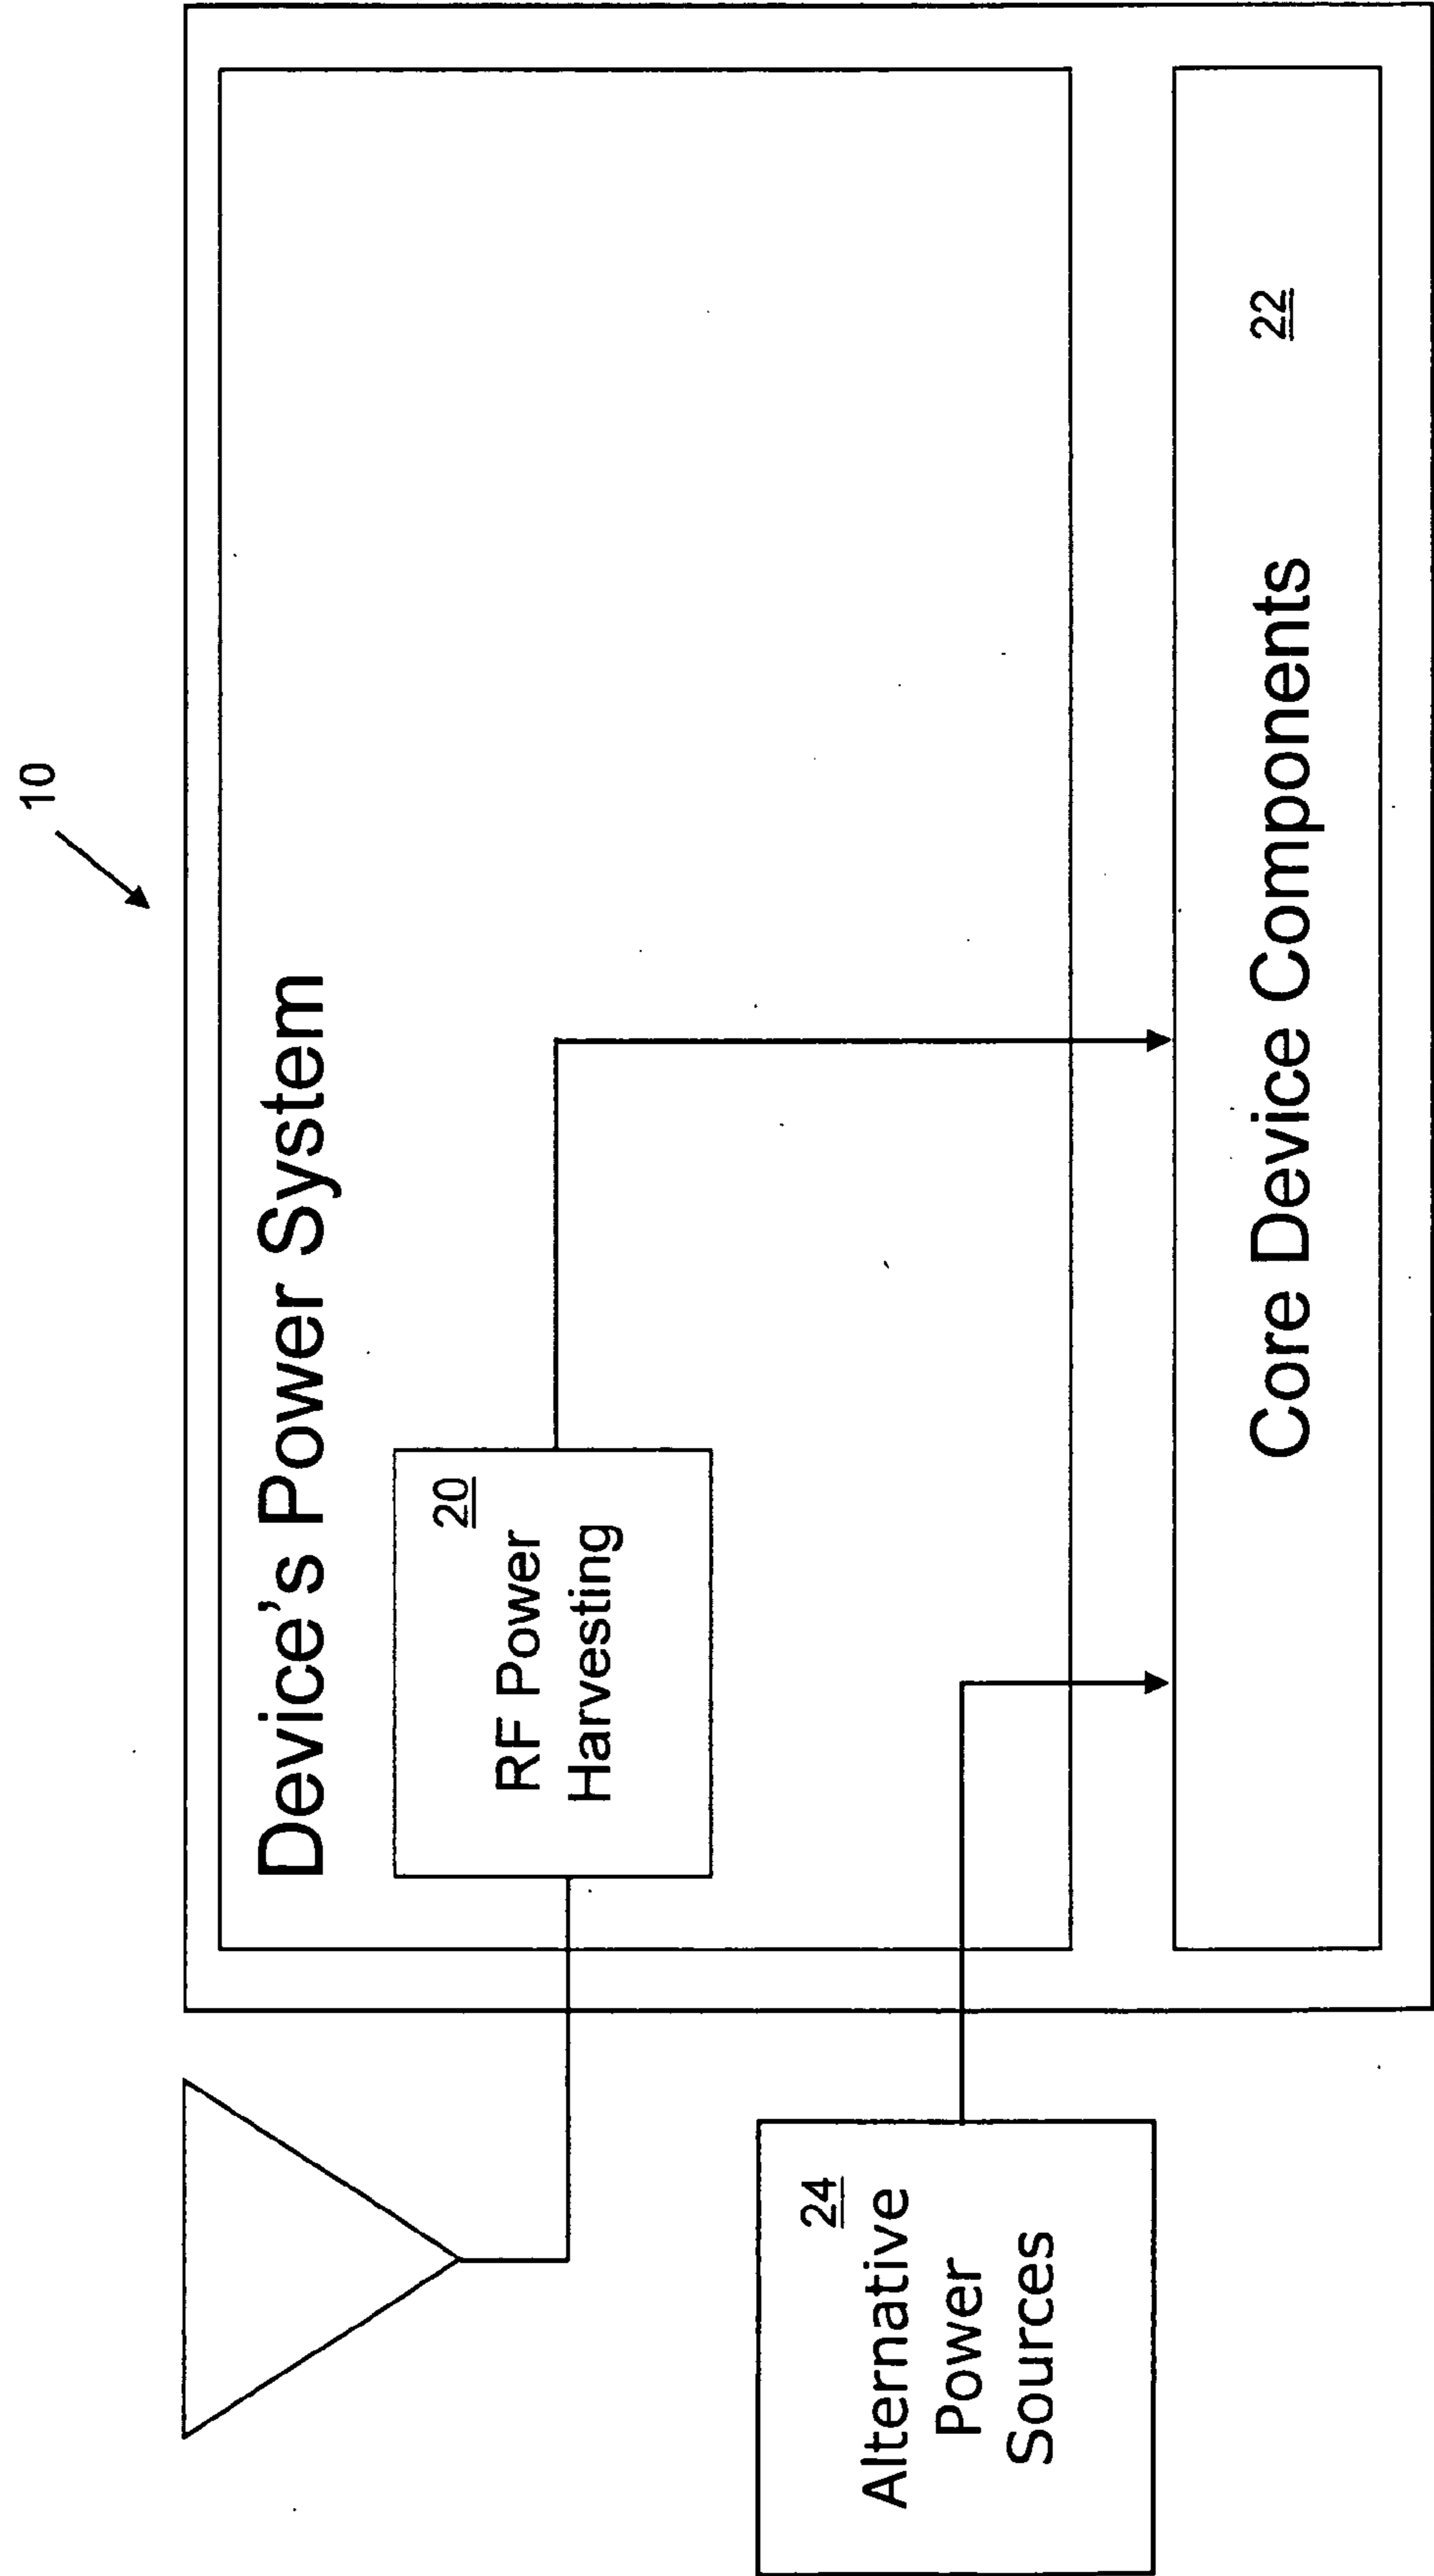 10
Device's Power System
20
RF Power
Harvesting
24
Alternative
Power
Sources
Core Device Components 22